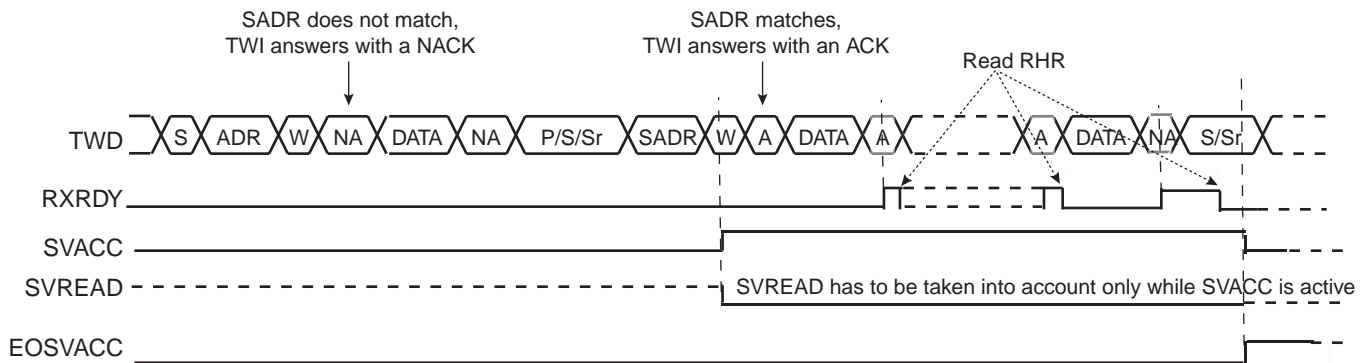 SADR does not match,
TWI answers with a NACK
SADR matches,
TWI answers with an ACK
Read RHR
TWD S ADR W NA DATA NA P/S/Sr SADR W A DATA A A DATA NA S/Sr
RXRDY
SVACC
SVREAD SVREAD has to be taken into account only while SVACC is active
EOSVACC